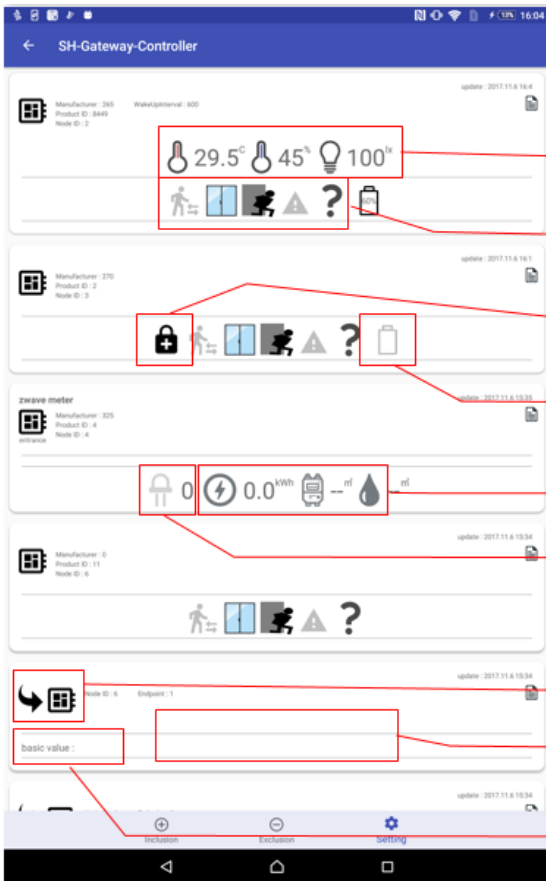 13% 16:04
SH-Gateway-Controller
update : 2017.11.6 16:4
Manufacturer : 265 WakeUpInterval : 600
Product ID : 8449
Node ID : 2
29.5°C 45% 100lx
60%
update : 2017.11.6 16:1
Manufacturer : 270
Product ID : 2
Node ID : 3
?
zwave meter
update : 2017.11.6 15:35
Manufacturer : 325
Product ID : 4
Node ID : 4
entrance
0 0.0kWh --㎥ --㎥
update : 2017.11.6 15:34
Manufacturer : 0
Product ID : 11
Node ID : 6
?
update : 2017.11.6 15:34
Node ID : 6 Endpoint : 1
basic value :
update : 2017.11.6 15:34
Inclusion Exclusion Setting